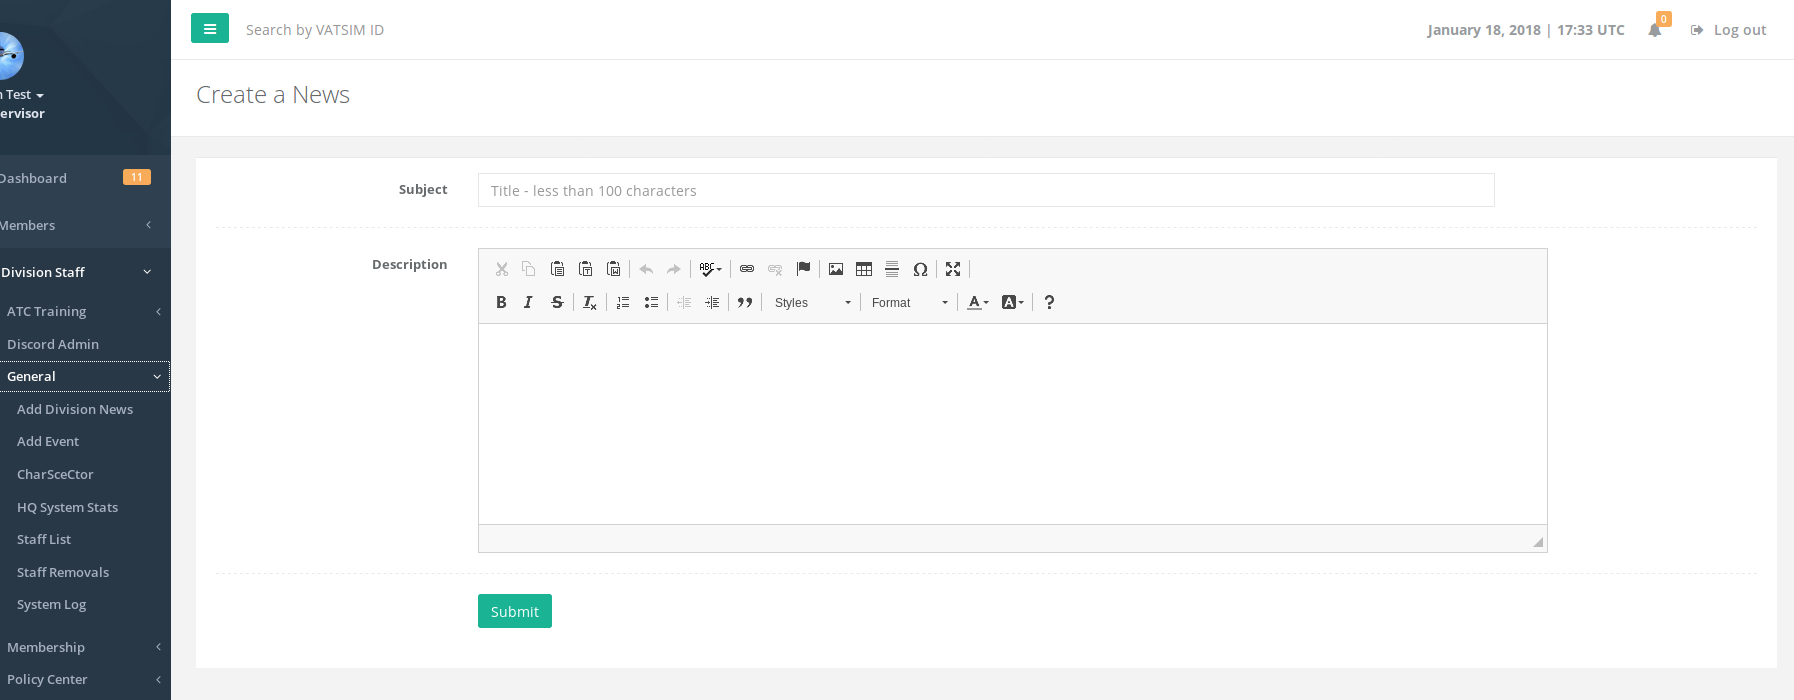 Search by VATSIM ID
January 18, 2018 | 17:33 UTC
0
Log out
n Test
ervisor
Dashboard
11
Members
Division Staff
ATC Training
Discord Admin
General
Add Division News
Add Event
CharSceCtor
HQ System Stats
Staff List
Staff Removals
System Log
Membership
Policy Center
Create a News
Subject
Title - less than 100 characters
Description
ABC
B I S Tx Styles Format A A ?
Submit